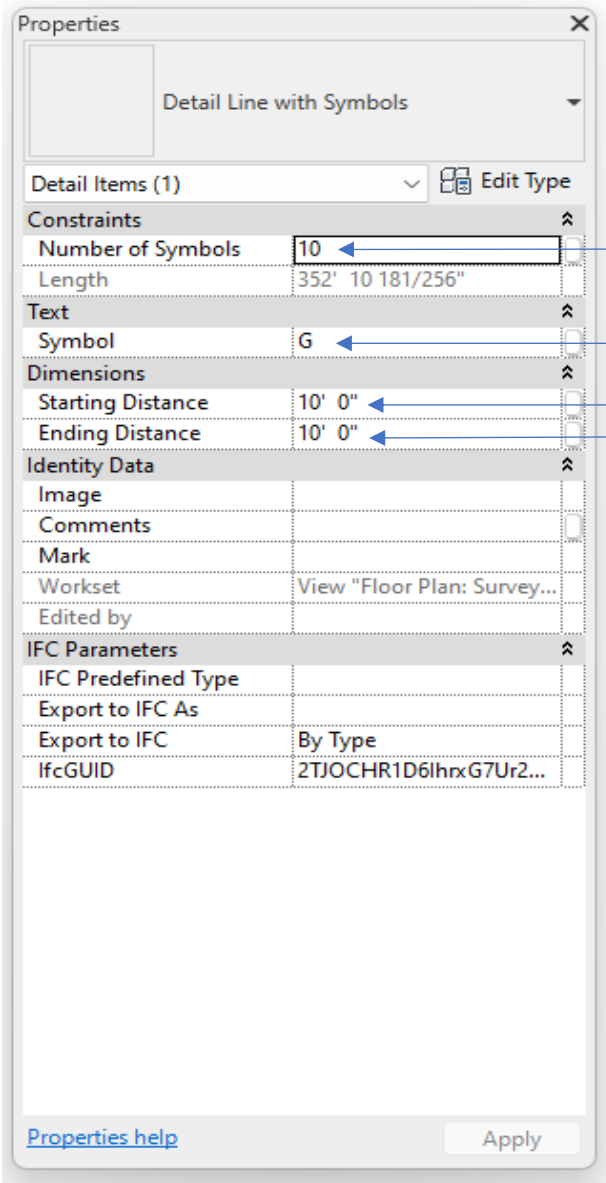 Properties
Detail Line with Symbols
Detail Items (1) Edit Type
Constraints
Number of Symbols 10
Length 352' 10 181/256"
Text
Symbol G
Dimensions
Starting Distance 10' 0"
Ending Distance 10' 0"
Identity Data
Image
Comments
Mark
Workset View "Floor Plan: Survey...
Edited by
IFC Parameters
IFC Predefined Type
Export to IFC As
Export to IFC By Type
IfcGUID 2TJOCHR1D6IhrxG7Ur2...
Properties help Apply